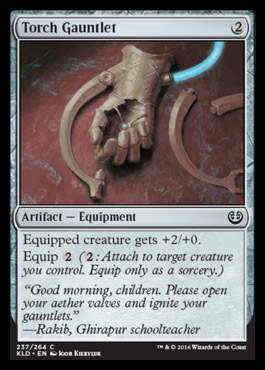 Torch Gauntlet 2
Artifact — Equipment
Equipped creature gets +2/+0.
Equip 2 (2: Attach to target creature
you control. Equip only as a sorcery.)
"Good morning, children. Please open
your aether valves and ignite your
gauntlets."
—Rakib, Ghirapur schoolteacher
237/264 C
KLD • EN Igor Kieryluk
™ & © 2016 Wizards of the Coast